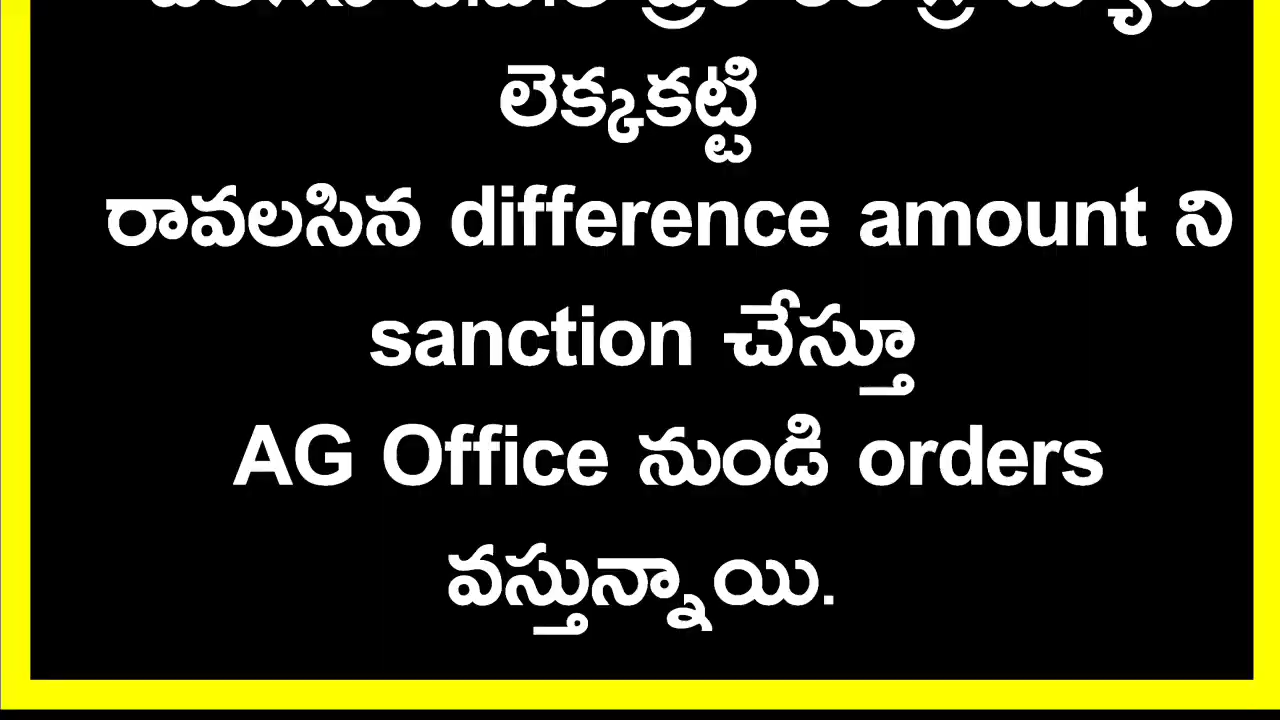 లెక్కకట్టి
రావలసిన difference amount ని
sanction చేస్తూ
AG Office నుండి orders
వస్తున్నాయి.